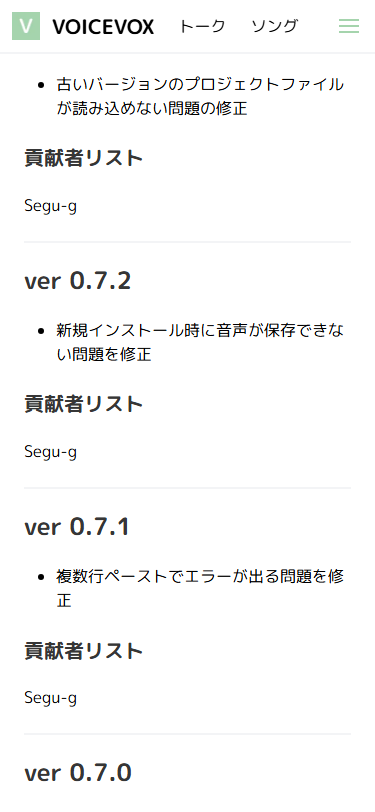 V VOICEVOX トーク ソング
古いバージョンのプロジェクトファイル
が読み込めない問題の修正
貢献者リスト
Segu-g
ver 0.7.2
新規インストール時に音声が保存できな
い問題を修正
貢献者リスト
Segu-g
ver 0.7.1
複数行ペーストでエラーが出る問題を修
正
貢献者リスト
Segu-g
ver 0.7.0